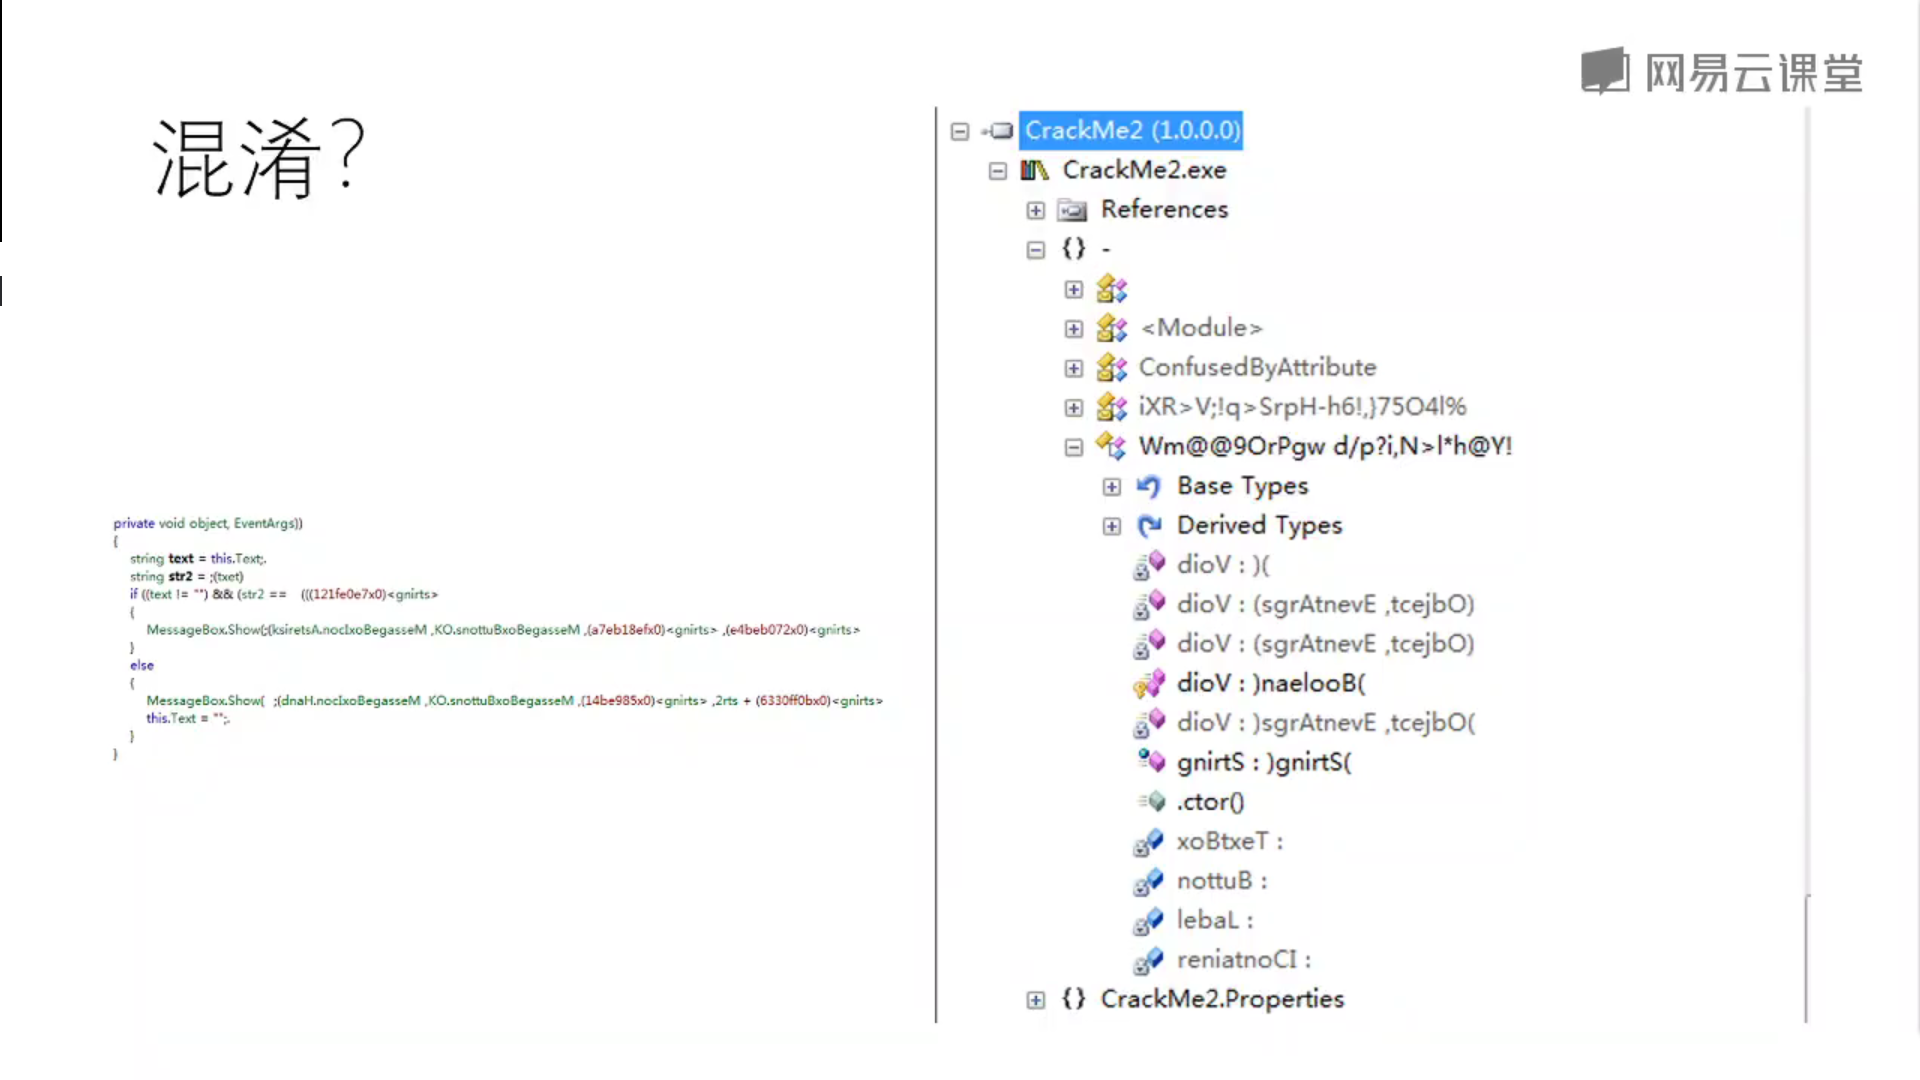 网易云课堂
混淆？
private void object, EventArgs))
{
string text = this.Text;.
string str2 = ;(txet)
if ((text != "") && (str2 == (((121fe0e7x0)<gnirts>
{
MessageBox.Show(;(ksiretsA.nocIxoBegasseM ,KO.snottuBxoBegasseM ,(a7eb18efx0)<gnirts> ,(e4beb072x0)<gnirts>
}
else
{
MessageBox.Show( ;(dnaH.nocIxoBegasseM ,KO.snottuBxoBegasseM ,(14be985x0)<gnirts> ,2rts + (6330ff0bx0)<gnirts>
this.Text = "";.
}
}
CrackMe2 (1.0.0.0)
CrackMe2.exe
References
{} -
<Module>
ConfusedByAttribute
iXR>V;!q>SrpH-h6!,}75O4l%
Wm@@9OrPgw d/p?i,N>l*h@Y!
Base Types
Derived Types
dioV : )(
dioV : (sgrAtnevE ,tcejbO)
dioV : (sgrAtnevE ,tcejbO)
dioV : )naelooB(
dioV : )sgrAtnevE ,tcejbO(
gnirtS : )gnirtS(
.ctor()
xoBtxeT :
nottuB :
lebaL :
reniatnoCI :
{} CrackMe2.Properties